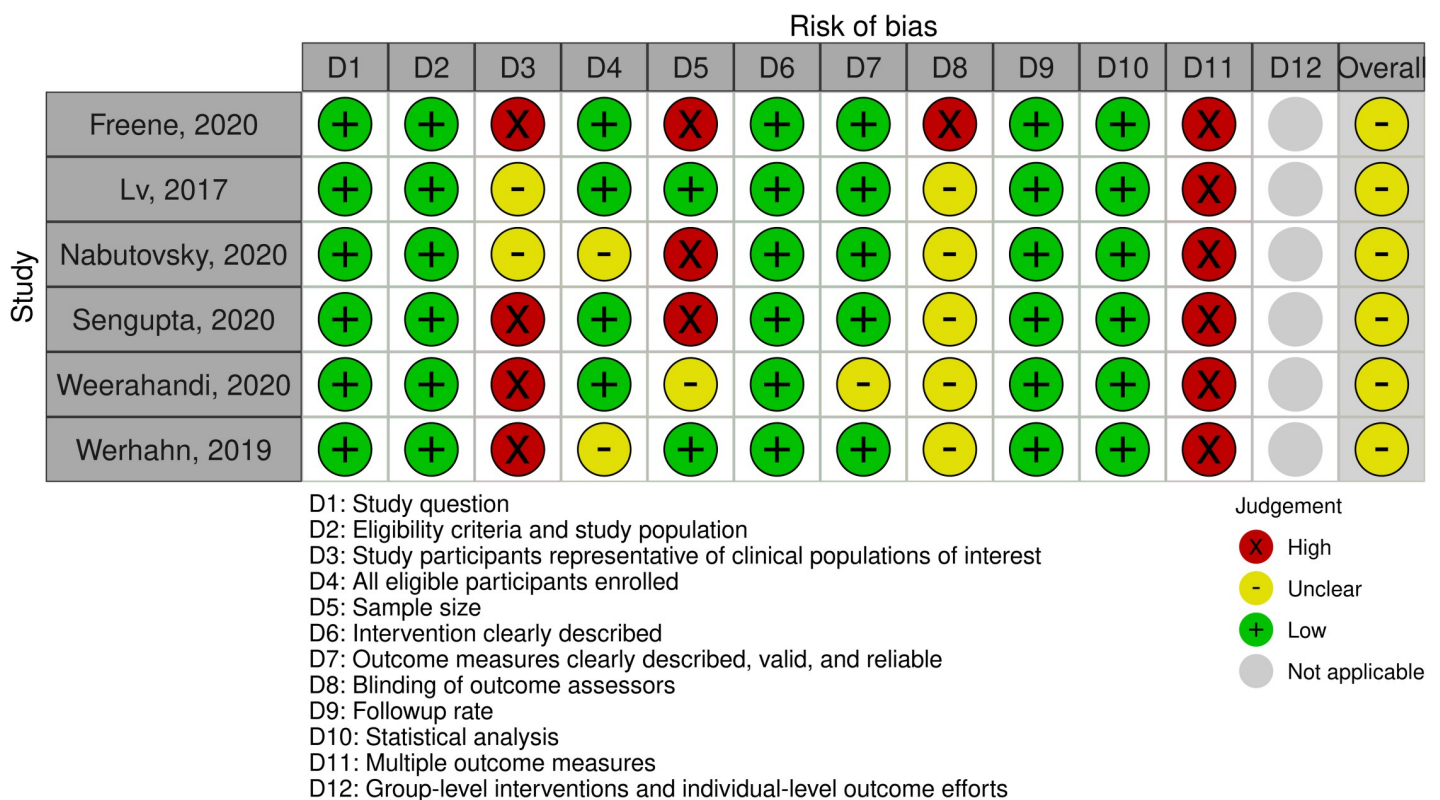 Risk of bias
D1 D2 D3 D4 D5 D6 D7 D8 D9 D10 D11 D12 Overall
Study
Freene, 2020 + + X + X + + X + + X -
Lv, 2017 + + - + + + + - + + X -
Nabutovsky, 2020 + + - - X + + - + + X -
Sengupta, 2020 + + X + X + + - + + X -
Weerahandi, 2020 + + X + - + - - + + X -
Werhahn, 2019 + + X - + + + - + + X -
D1: Study question
D2: Eligibility criteria and study population
D3: Study participants representative of clinical populations of interest
D4: All eligible participants enrolled
D5: Sample size
D6: Intervention clearly described
D7: Outcome measures clearly described, valid, and reliable
D8: Blinding of outcome assessors
D9: Followup rate
D10: Statistical analysis
D11: Multiple outcome measures
D12: Group-level interventions and individual-level outcome efforts
Judgement
X High
- Unclear
+ Low
Not applicable